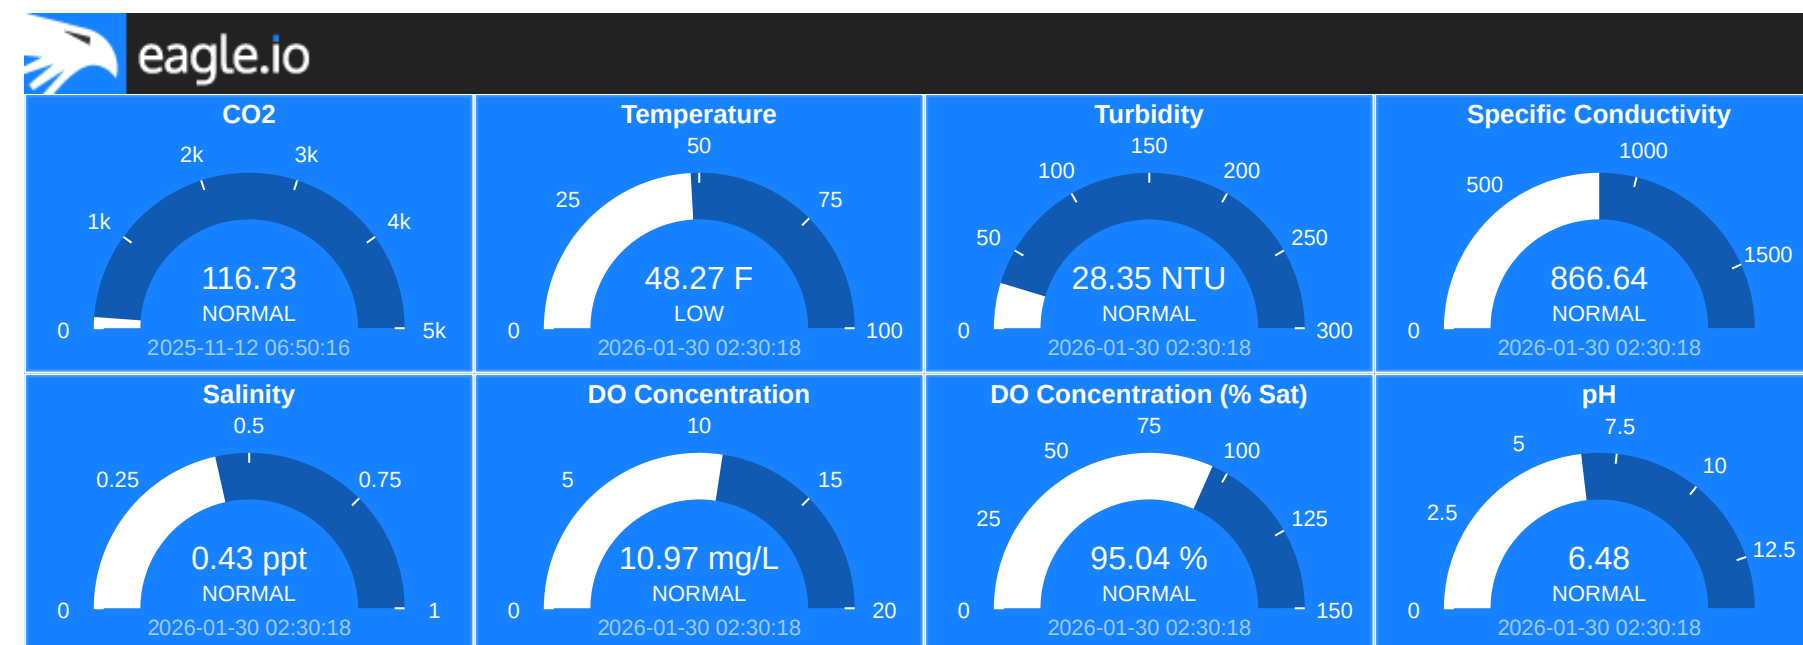 eagle.io
CO2
0
1k
2k
3k
4k
5k
116.73
NORMAL
2025-11-12 06:50:16
Temperature
0
25
50
75
100
48.27 F
LOW
2026-01-30 02:30:18
Turbidity
0
50
100
150
200
250
300
28.35 NTU
NORMAL
2026-01-30 02:30:18
Specific Conductivity
0
500
1000
1500
866.64
NORMAL
2026-01-30 02:30:18
Salinity
0
0.25
0.5
0.75
1
0.43 ppt
NORMAL
2026-01-30 02:30:18
DO Concentration
0
5
10
15
20
10.97 mg/L
NORMAL
2026-01-30 02:30:18
DO Concentration (% Sat)
0
25
50
75
100
125
150
95.04 %
NORMAL
2026-01-30 02:30:18
pH
0
2.5
5
7.5
10
12.5
6.48
NORMAL
2026-01-30 02:30:18